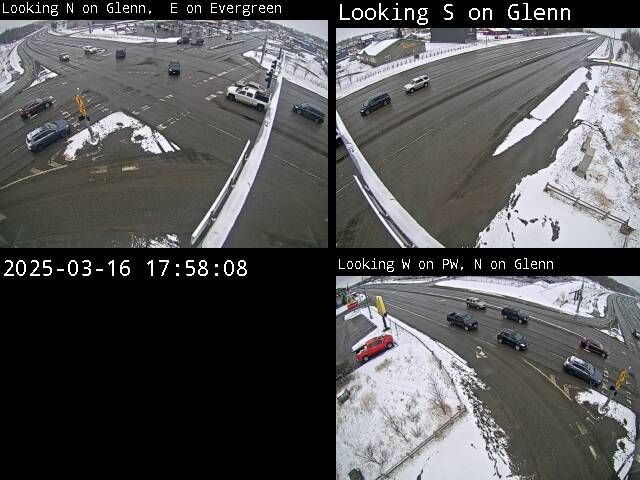 Looking N on Glenn,  E on Evergreen
Looking S on Glenn
2025-03-16 17:58:08
Looking W on PW, N on Glenn